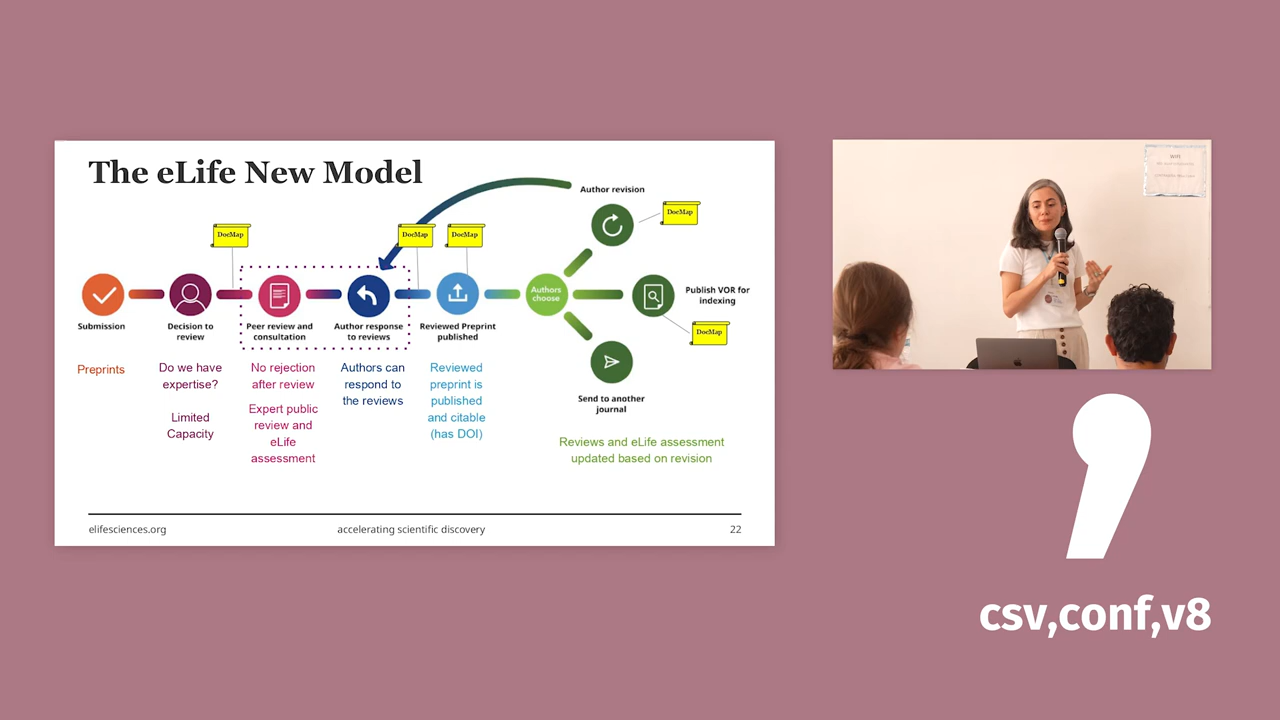 The eLife New Model
Author revision
DocMap
DocMap
DocMap
DocMap
Authors
choose
Publish VOR for
indexing
DocMap
Submission
Decision to
review
Peer review and
consultation
Author response
to reviews
Reviewed Preprint
published
Send to another
journal
Preprints
Do we have
expertise?
Limited
Capacity
No rejection
after review
Expert public
review and
eLife
assessment
Authors can
respond to
the reviews
Reviewed
preprint is
published
and citable
(has DOI)
Reviews and eLife assessment
updated based on revision
elifesciences.org
accelerating scientific discovery
22
WIFI
csv,conf,v8